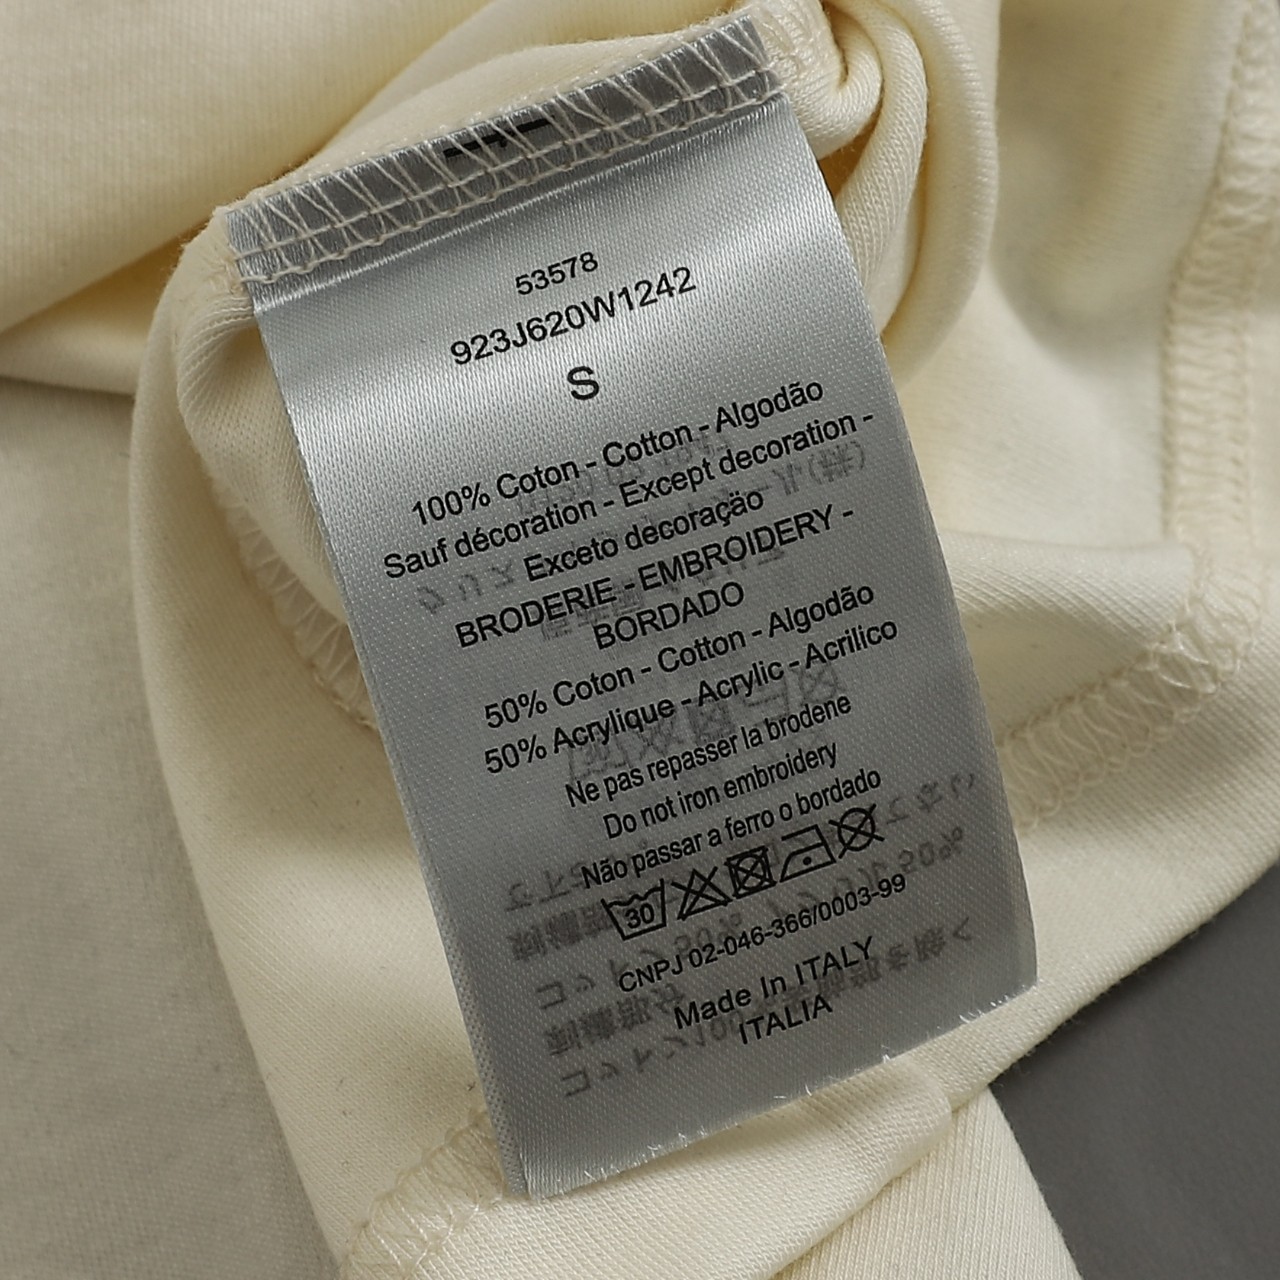 53578
923J620W1242
S
100% Coton - Cotton - Algodão
Sauf décoration - Except decoration -
Exceto decoração
BRODERIE - EMBROIDERY -
BORDADO
50% Coton - Cotton - Algodão
50% Acrylique - Acrylic - Acrilico
Ne pas repasser la brodene
Do not iron embroidery
Não passar a ferro o bordado
30
CNPJ 02-046-366/0003-99
Made In ITALY
ITALIA